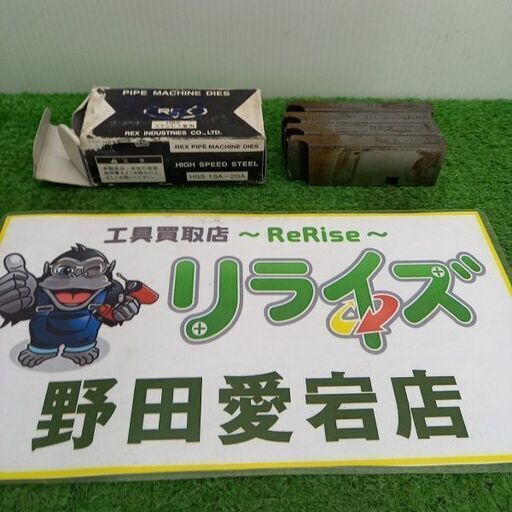 PIPE MACHINE DIES
REX
REX INDUSTRIES CO., LTD.
REX PIPE MACHINE DIES
HIGH SPEED STEEL
HSS 15A-20A
工具買取店 ～ReRise～
リライズ
野田愛宕店